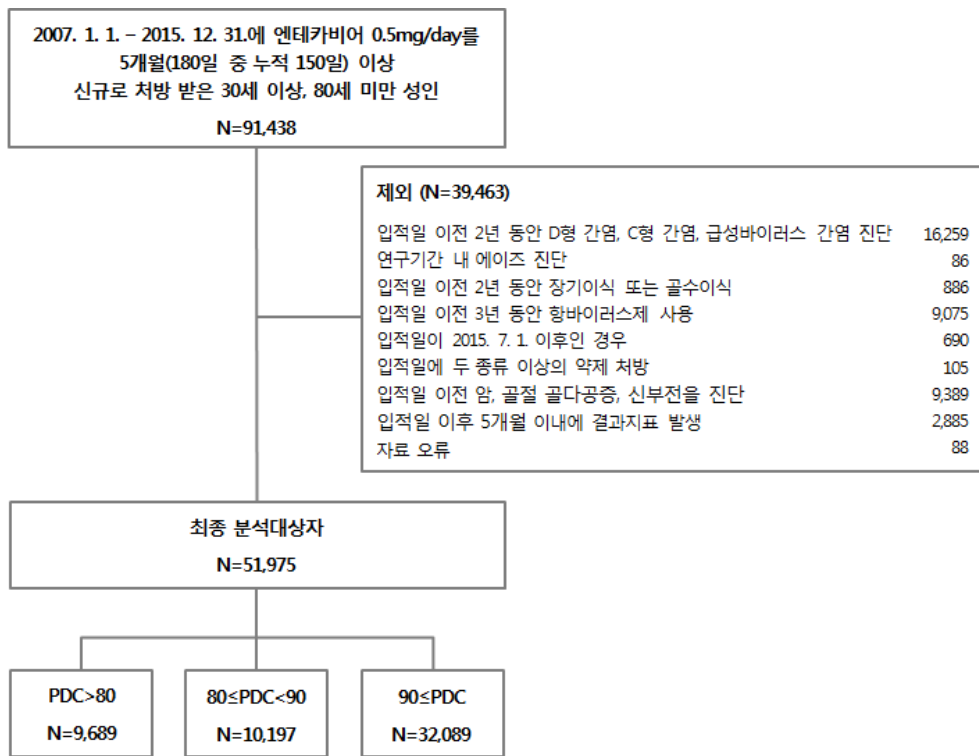 2007. 1. 1. – 2015. 12. 31.에 엔테카비어 0.5mg/day를
5개월(180일 중 누적 150일) 이상
신규로 처방 받은 30세 이상, 80세 미만 성인
N=91,438
제외 (N=39,463)
입적일 이전 2년 동안 D형 간염, C형 간염, 급성바이러스 간염 진단 16,259
연구기간 내 에이즈 진단 86
입적일 이전 2년 동안 장기이식 또는 골수이식 886
입적일 이전 3년 동안 항바이러스제 사용 9,075
입적일이 2015. 7. 1. 이후인 경우 690
입적일에 두 종류 이상의 약제 처방 105
입적일 이전 암, 골절 골다공증, 신부전을 진단 9,389
입적일 이후 5개월 이내에 결과지표 발생 2,885
자료 오류 88
최종 분석대상자
N=51,975
PDC>80
N=9,689
80≤PDC<90
N=10,197
90≤PDC
N=32,089